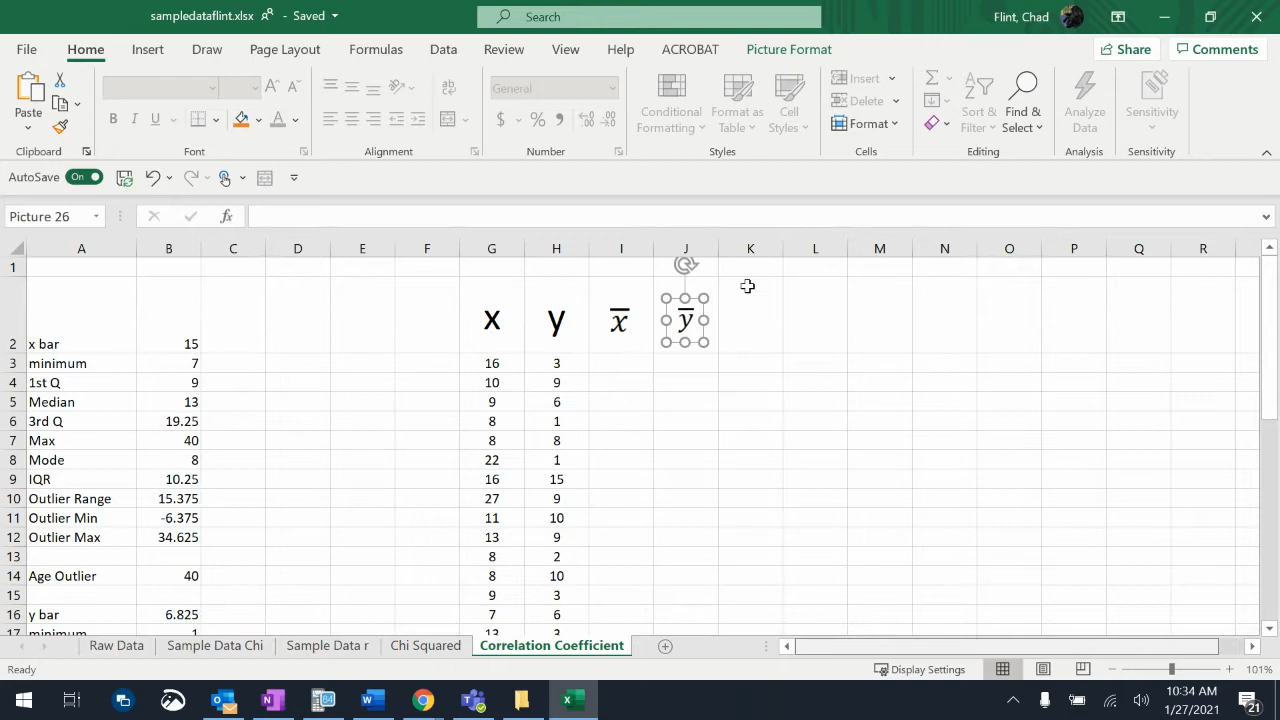 sampledataflint.xlsx - Saved
Search
Flint, Chad
File Home Insert Draw Page Layout Formulas Data Review View Help ACROBAT Picture Format
Share Comments
Paste
General
Conditional Formatting
Format as Table
Cell Styles
Insert
Delete
Format
Sort & Filter
Find & Select
Analyze Data
Sensitivity
Clipboard Font Alignment Number Styles Cells Editing Analysis Sensitivity
AutoSave On
Picture 26
fx
A B C D E F G H I J K L M N O P Q R
1
2 x bar 15 x y x̅ y̅
3 minimum 7 16 3
4 1st Q 9 10 9
5 Median 13 9 6
6 3rd Q 19.25 8 1
7 Max 40 8 8
8 Mode 8 22 1
9 IQR 10.25 16 15
10 Outlier Range 15.375 27 9
11 Outlier Min -6.375 11 10
12 Outlier Max 34.625 13 9
13 8 2
14 Age Outlier 40 8 10
15 9 3
16 y bar 6.825 7 6
17 minimum 1 13 3
Raw Data Sample Data Chi Sample Data r Chi Squared Correlation Coefficient
Ready
Display Settings
101%
84
10:34 AM
1/27/2021
21